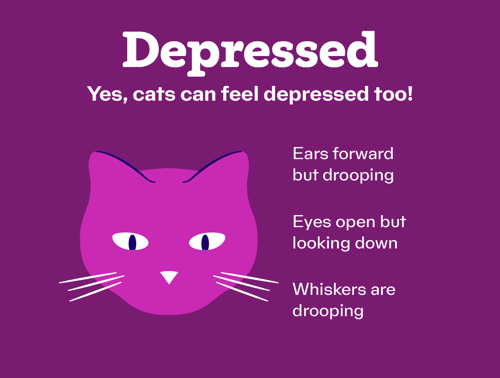 Depressed
Yes, cats can feel depressed too!
Ears forward
but drooping
Eyes open but
looking down
Whiskers are
drooping